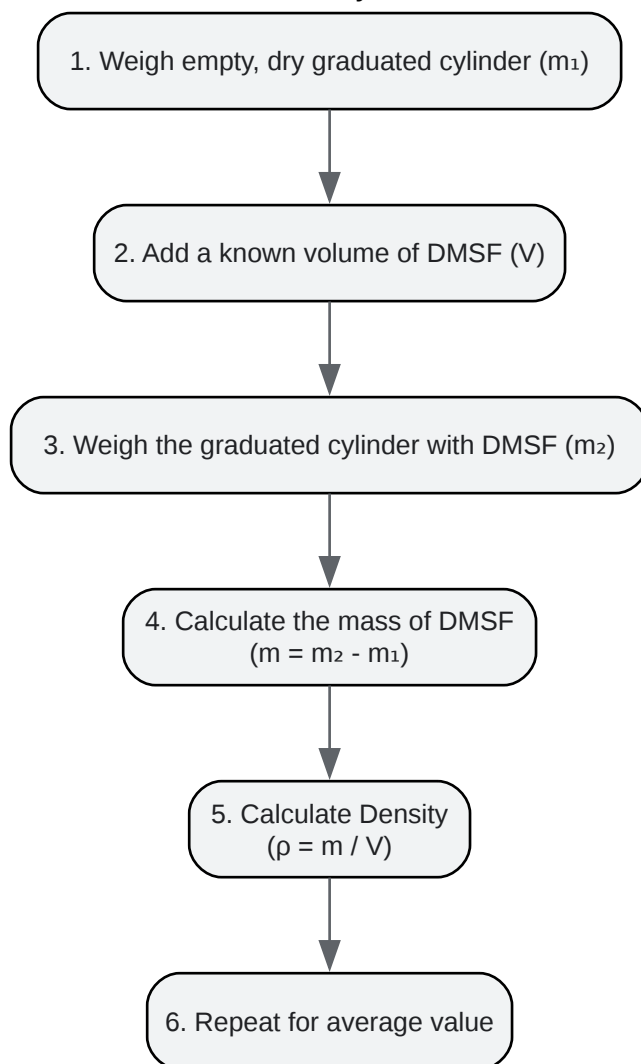 1. Weigh empty, dry graduated cylinder (m₁)
2. Add a known volume of DMSF (V)
3. Weigh the graduated cylinder with DMSF (m₂)
4. Calculate the mass of DMSF
(m = m₂ - m₁)
5. Calculate Density
(ρ = m / V)
6. Repeat for average value